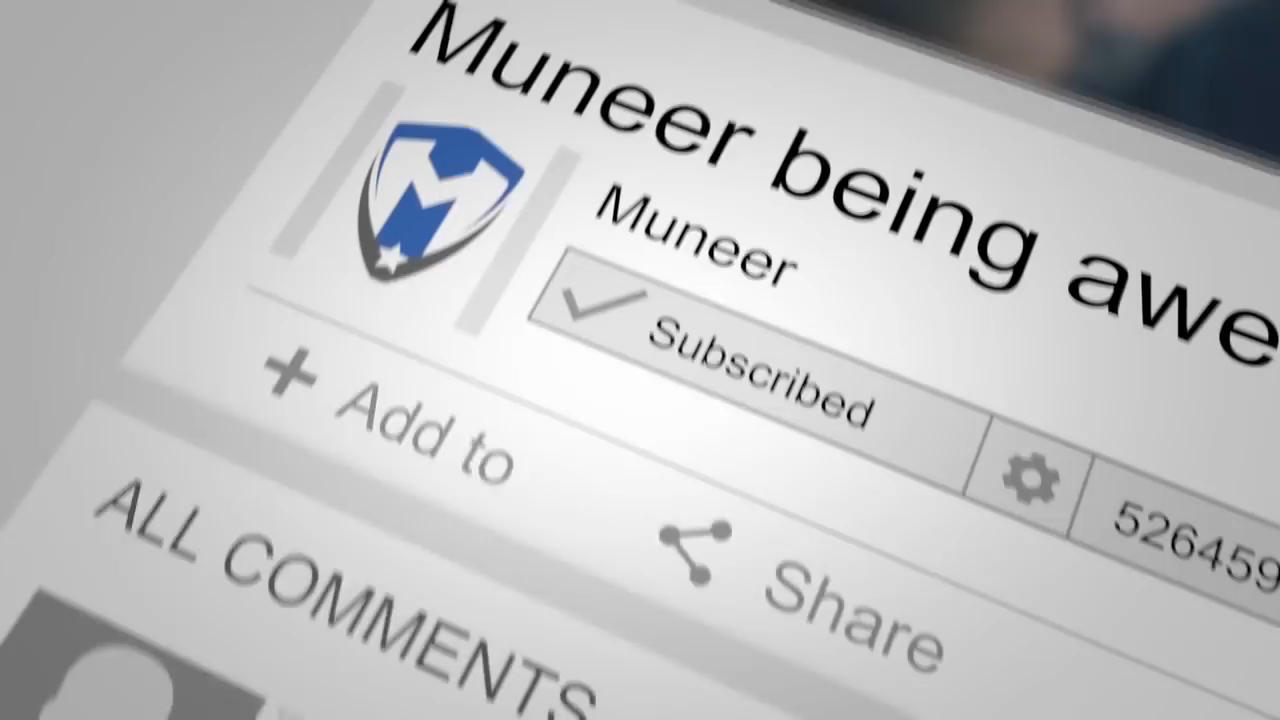 Muneer being awe
Muneer
Subscribed
526459
Add to
Share
ALL COMMENTS